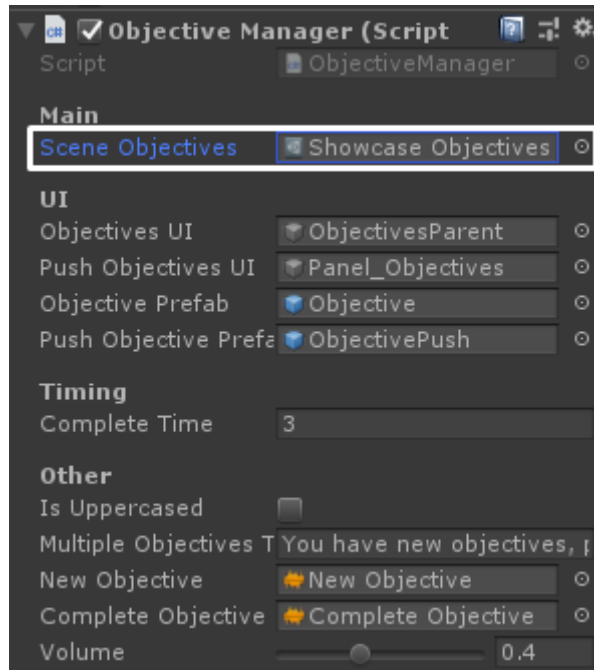 Objective Manager (Script
Script ObjectiveManager
Main
Scene Objectives Showcase Objectives
UI
Objectives UI ObjectivesParent
Push Objectives UI Panel_Objectives
Objective Prefab Objective
Push Objective Prefa ObjectivePush
Timing
Complete Time 3
Other
Is Uppercased
Multiple Objectives T You have new objectives, p
New Objective New Objective
Complete Objective Complete Objective
Volume 0.4